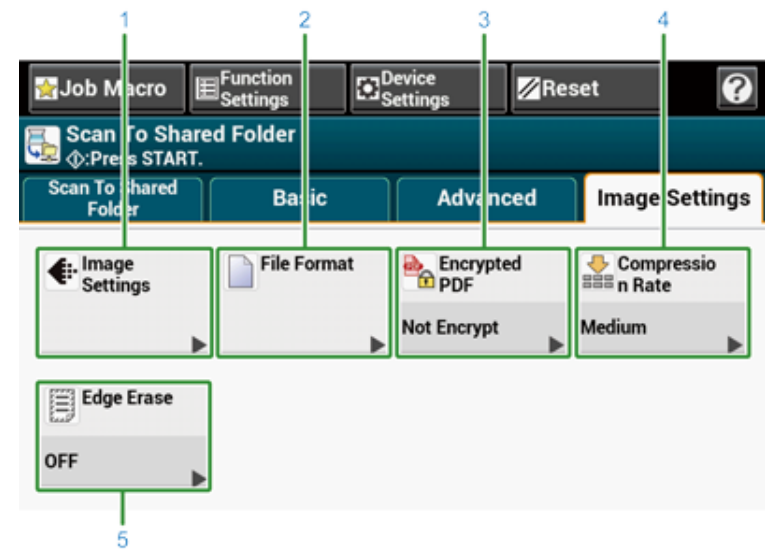 1 2 3 4
Job Macro
Function
Settings
Device
Settings
Reset
?
Scan To Shared Folder
:Press START.
Scan To Shared
Folder
Basic
Advanced
Image Settings
Image
Settings
File Format
Encrypted
PDF
Not Encrypt
Compressio
n Rate
Medium
Edge Erase
OFF
5